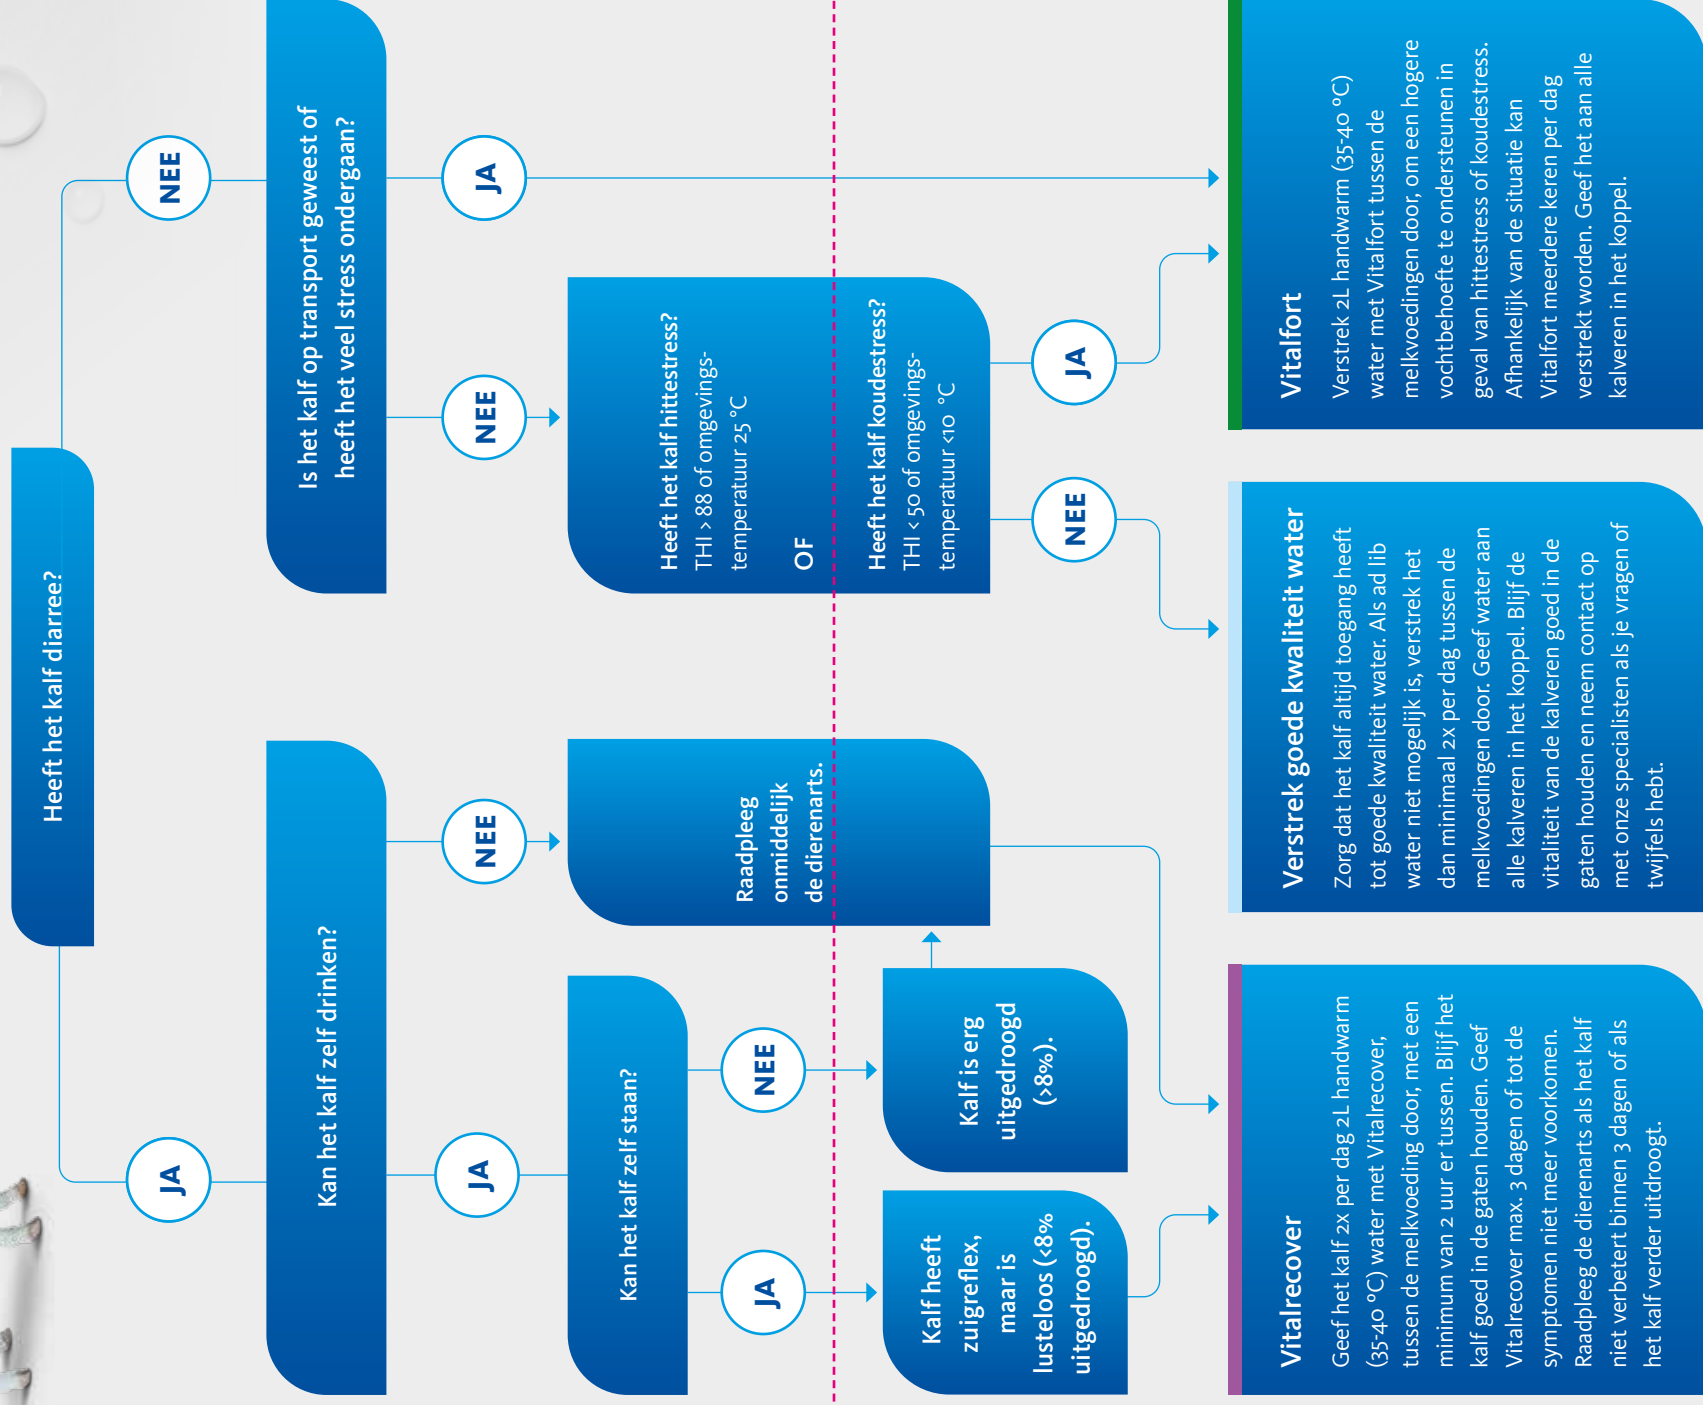 Heeft het kalf diarree?
JA
NEE
Kan het kalf zelf drinken?
Is het kalf op transport geweest of
heeft het veel stress ondergaan?
JA
NEE
NEE
JA
Kan het kalf zelf staan?
Raadpleeg
onmiddelijk
de dierenarts.
Heeft het kalf hittestress?
THI > 88 of omgevings-
temperatuur 25 °C
OF
Heeft het kalf koudestress?
THI < 50 of omgevings-
temperatuur <10 °C
JA
NEE
NEE
JA
Kalf heeft
zuigreflex,
maar is
lusteloos (<8%
uitgedroogd).
Kalf is erg
uitgedroogd
(>8%).
Vitalrecover
Geef het kalf 2x per dag 2L handwarm
(35-40 °C) water met Vitalrecover,
tussen de melkvoeding door, met een
minimum van 2 uur er tussen. Blijf het
kalf goed in de gaten houden. Geef
Vitalrecover max. 3 dagen of tot de
symptomen niet meer voorkomen.
Raadpleeg de dierenarts als het kalf
niet verbetert binnen 3 dagen of als
het kalf verder uitdroogt.
Verstrek goede kwaliteit water
Zorg dat het kalf altijd toegang heeft
tot goede kwaliteit water. Als ad lib
water niet mogelijk is, verstrek het
dan minimaal 2x per dag tussen de
melkvoedingen door. Geef water aan
alle kalveren in het koppel. Blijf de
vitaliteit van de kalveren goed in de
gaten houden en neem contact op
met onze specialisten als je vragen of
twijfels hebt.
Vitalfort
Verstrek 2L handwarm (35-40 °C)
water met Vitalfort tussen de
melkvoedingen door, om een hogere
vochtbehoefte te ondersteunen in
geval van hittestress of koudestress.
Afhankelijk van de situatie kan
Vitalfort meerdere keren per dag
verstrekt worden. Geef het aan alle
kalveren in het koppel.